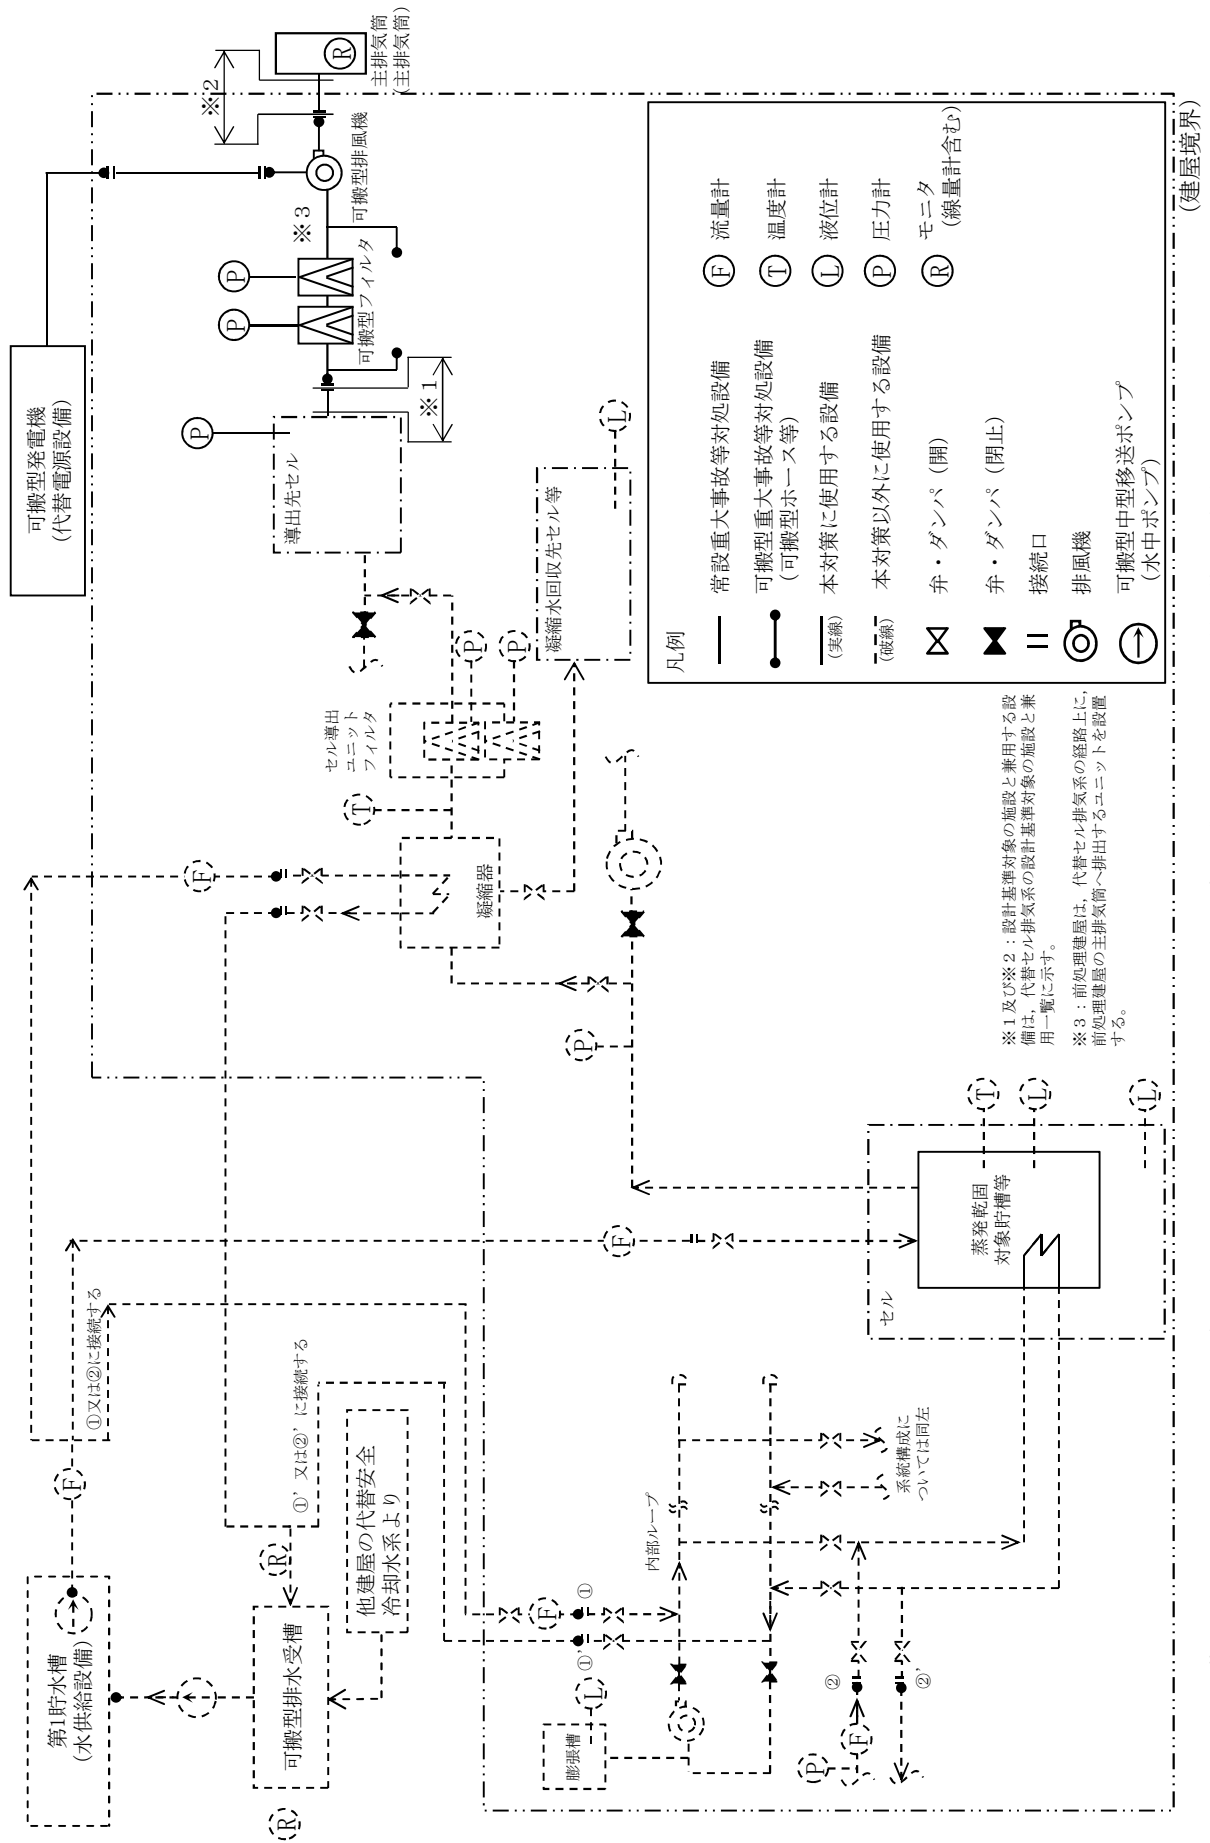 第1貯水槽
(水供給設備)
F
①又は②に接続する
可搬型発電機
(代替電源設備)
R
可搬型排水受槽
R
①’又は②’に接続する
他建屋の代替安全
冷却水系より
F
F
T
セル導出
ユニット
フィルタ
凝縮器
P
P
P
導出先セル
※1
P
P
可搬型フィルタ
※3
可搬型排風機
※2
R
主排気筒
(主排気筒)
凝縮水回収先セル等
L
P
膨張槽
L
F
①
①’
内部ループ
F
②
②’
P
F
系統構成に
ついては同左
セル
蒸発乾固
対象貯槽等
T
L
L
※1及び※2：設計基準対象の施設と兼用する設
備は，代替セル排気系の設計基準対象の施設と兼
用一覧に示す。
※3：前処理建屋は，代替セル排気系の経路上に，
前処理建屋の主排気筒へ排出するユニットを設置
する。
凡例
常設重大事故等対処設備
可搬型重大事故等対処設備
(可搬型ホース等)
(実線)
本対策に使用する設備
(破線)
本対策以外に使用する設備
弁・ダンパ (開)
弁・ダンパ (閉止)
接続口
排風機
可搬型中型移送ポンプ
(水中ポンプ)
F 流量計
T 温度計
L 液位計
P 圧力計
R モニタ
(線量計含む)
(建屋境界)